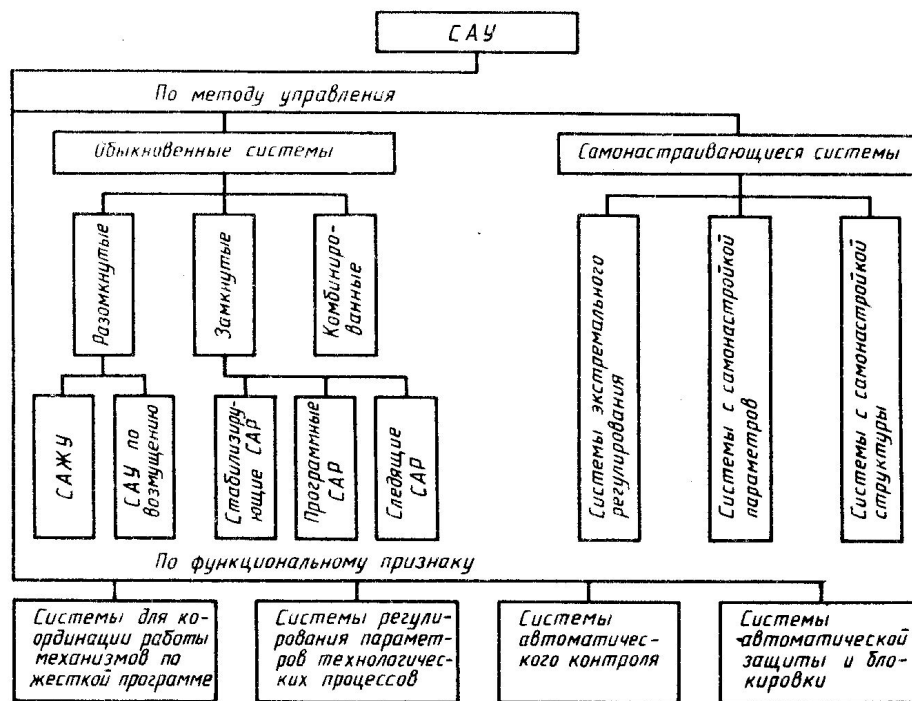 САУ
По методу управления
Обыкновенные системы
Самонастраивающиеся системы
Разомкнутые
Замкнутые
Комбиниро-
ванные
Системы экстремального
регулирования
Системы с самонастройкой
параметров
Системы с самонастройкой
структуры
САЖУ
САУ по
возмущению
Стабилизиру-
ющие САР
Программные
САР
Следящие
САР
По функциональному признаку
Системы для ко-
ординации работы
механизмов по
жесткой программе
Системы регули-
рования парамет-
ров технологичес-
ких процессов
Системы
автоматичес-
кого контроля
Системы
автоматической
защиты и бло-
кировки